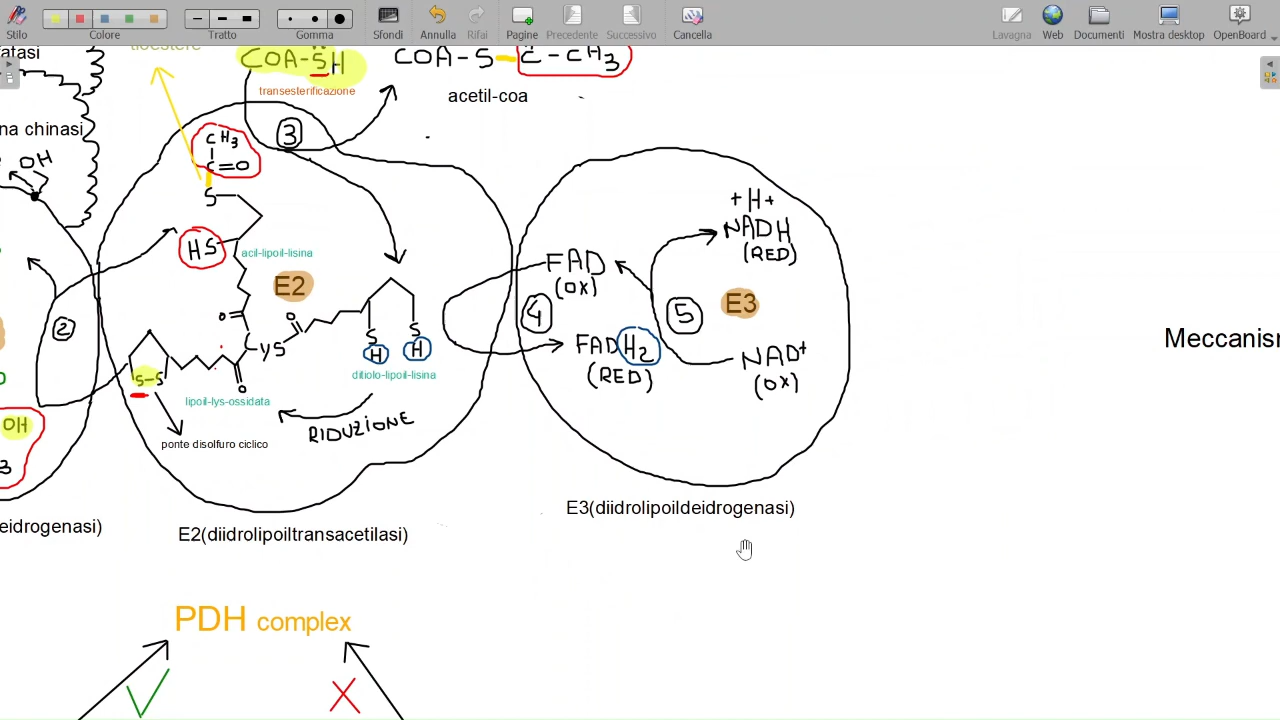 Stilo
Colore
Tratto
Gomma
Sfondi
Annulla
Rifai
Pagine
Precedente
Successivo
Cancella
Lavagna
Web
Documenti
Mostra desktop
OpenBoard
fatasi
tioestere
COA-SH
transesterificazione
COA-S-C-CH3
acetil-coa
na chinasi
OH
3
CH3
C=O
S
HS
acil-lipoil-lisina
E2
O
O
LYS
S
S
H
H
ditiolo-lipoil-lisina
2
S-S
O
lipoil-lys-ossidata
RIDUZIONE
ponte disolfuro ciclico
OH
3
eidrogenasi)
E2(diidrolipoiltransacetilasi)
+H+
NADH
(RED)
FAD
(OX)
4
5
E3
FADH2
(RED)
NAD+
(OX)
E3(diidrolipoildeidrogenasi)
Meccanism
PDH complex
V
X